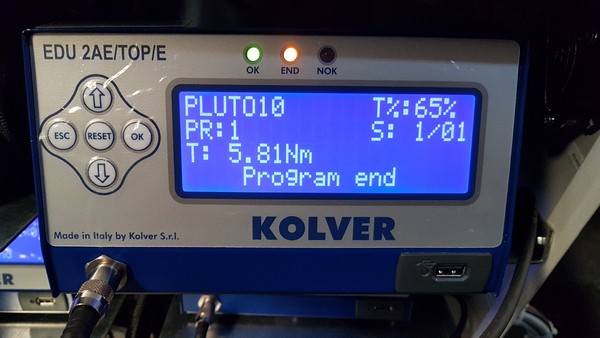 EDU 2AE/TOP/E
OK END NOK
PLUTO10 T%:65%
PR:1 S: 1/01
T: 5.81Nm
Program end
ESC RESET OK
KOLVER
Made in Italy by Kolver S.r.l.